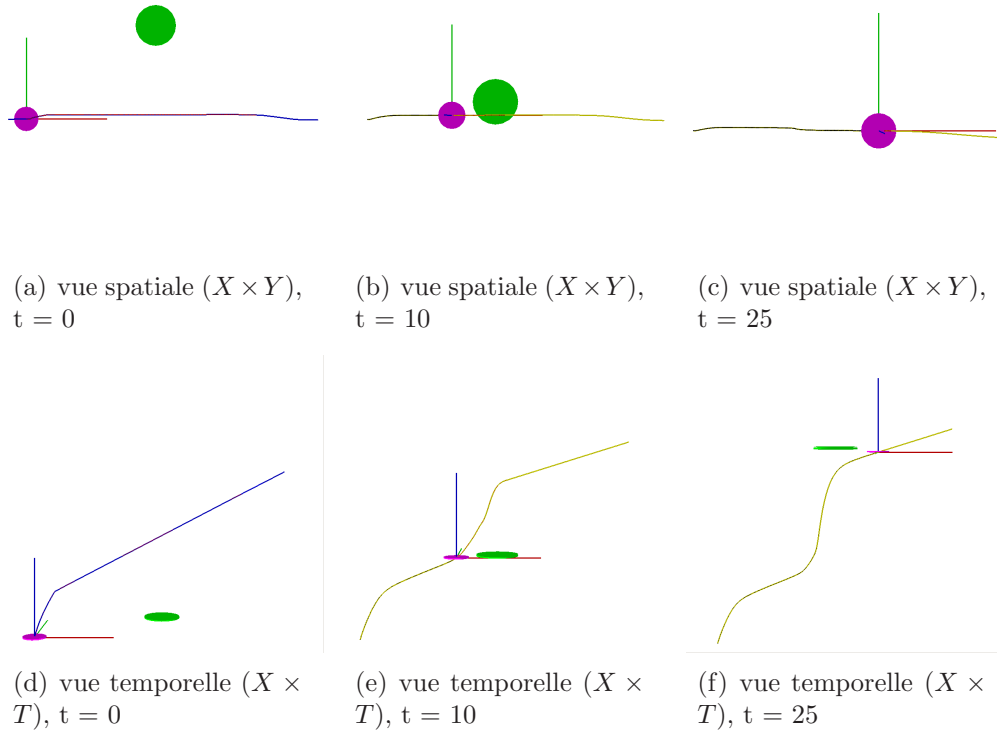 (a) vue spatiale (X × Y),
t = 0
(b) vue spatiale (X × Y),
t = 10
(c) vue spatiale (X × Y),
t = 25
(d) vue temporelle (X ×
T), t = 0
(e) vue temporelle (X ×
T), t = 10
(f) vue temporelle (X ×
T), t = 25